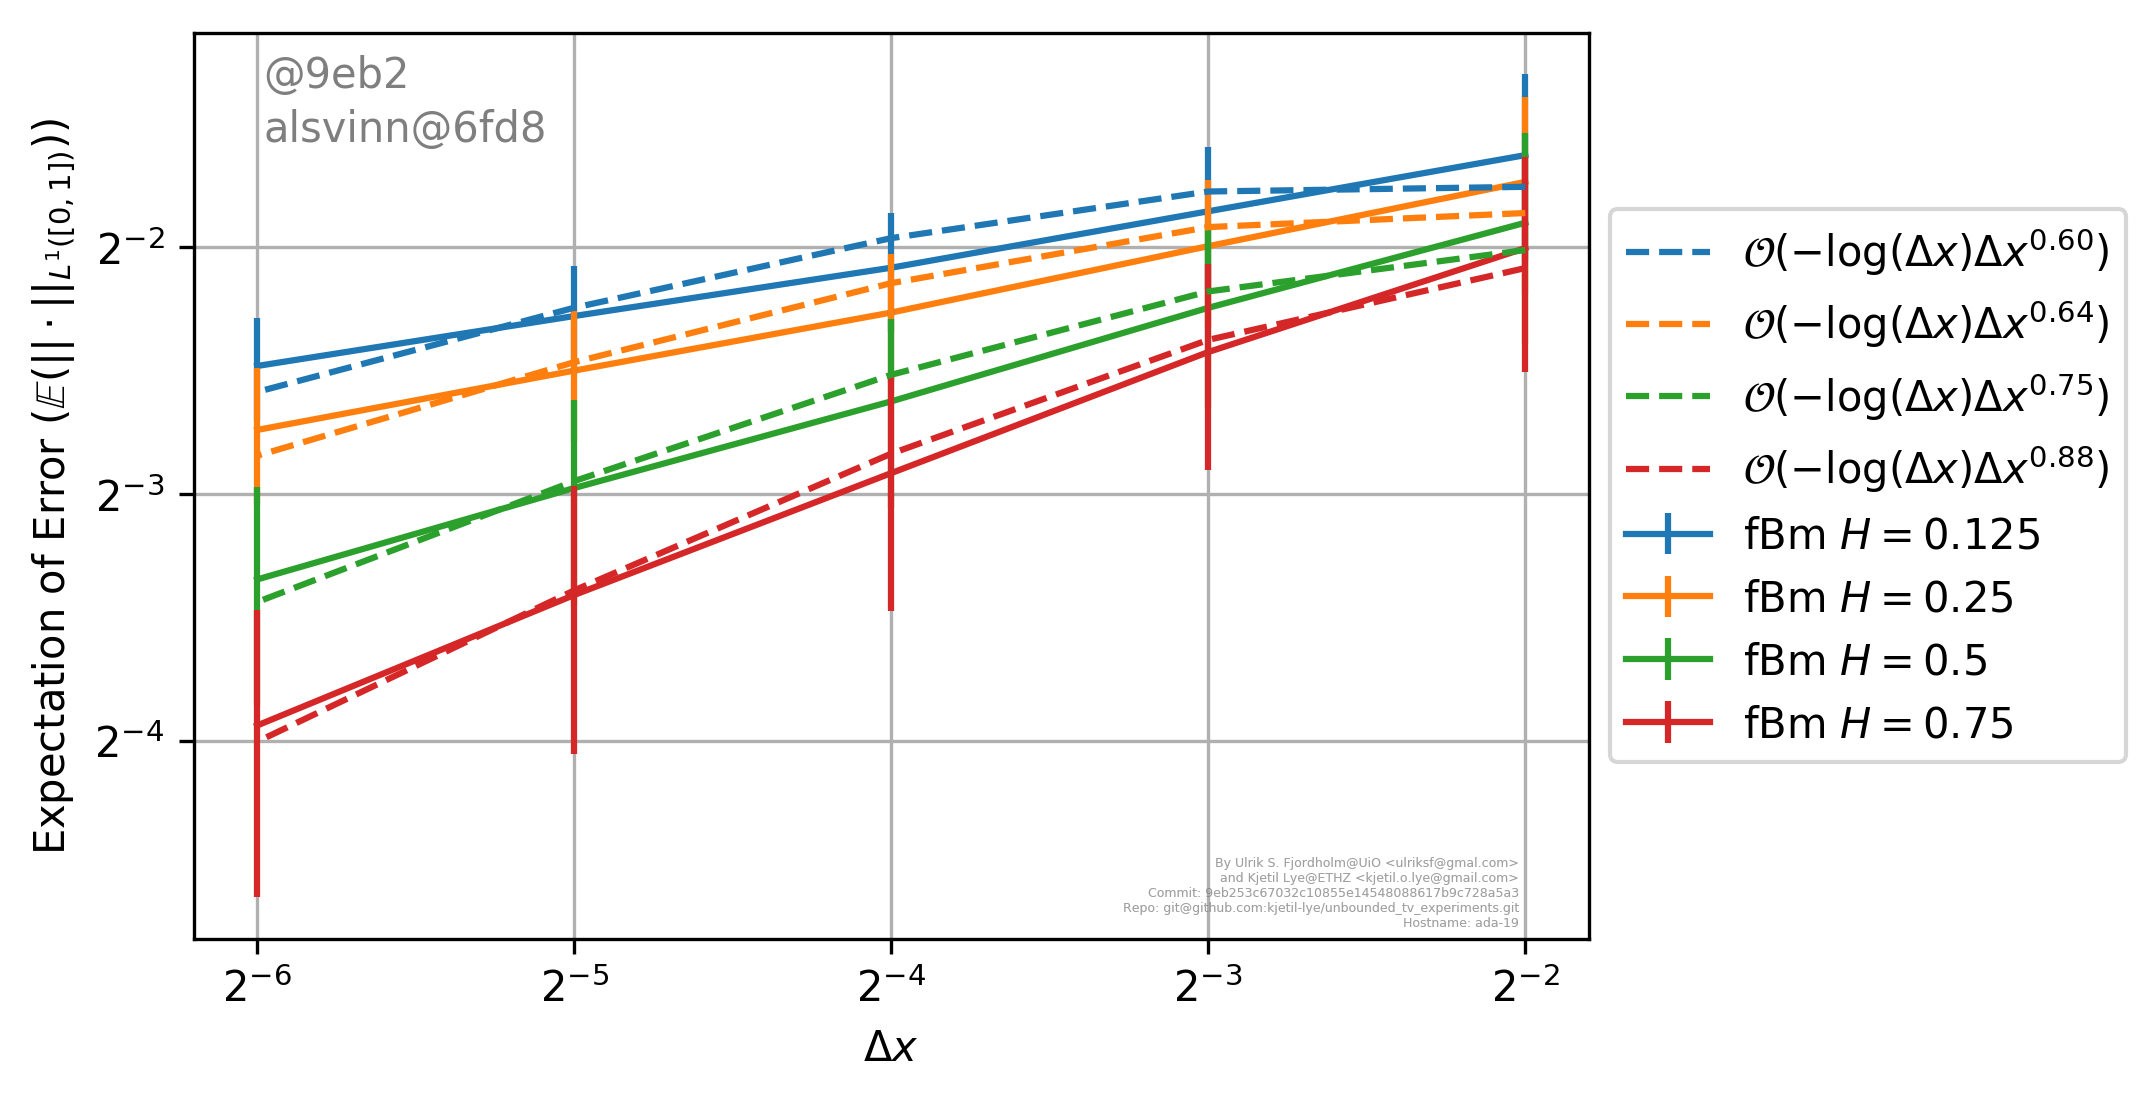 @9eb2
alsvinn@6fd8
Expectation of Error (𝔼(||·||_{L¹([0,1])}))
2⁻²
2⁻³
2⁻⁴
By Ulrik S. Fjordholm@UiO <ulriksf@gmal.com>
and Kjetil Lye@ETHZ <kjetil.o.lye@gmail.com>
Commit: 9eb253c67032c10855e14548088617b9c728a5a3
Repo: git@github.com:kjetil-lye/unbounded_tv_experiments.git
Hostname: ada-19
2⁻⁶ 2⁻⁵ 2⁻⁴ 2⁻³ 2⁻²
Δx
𝒪(−log(Δx)Δx^{0.60})
𝒪(−log(Δx)Δx^{0.64})
𝒪(−log(Δx)Δx^{0.75})
𝒪(−log(Δx)Δx^{0.88})
fBm H = 0.125
fBm H = 0.25
fBm H = 0.5
fBm H = 0.75